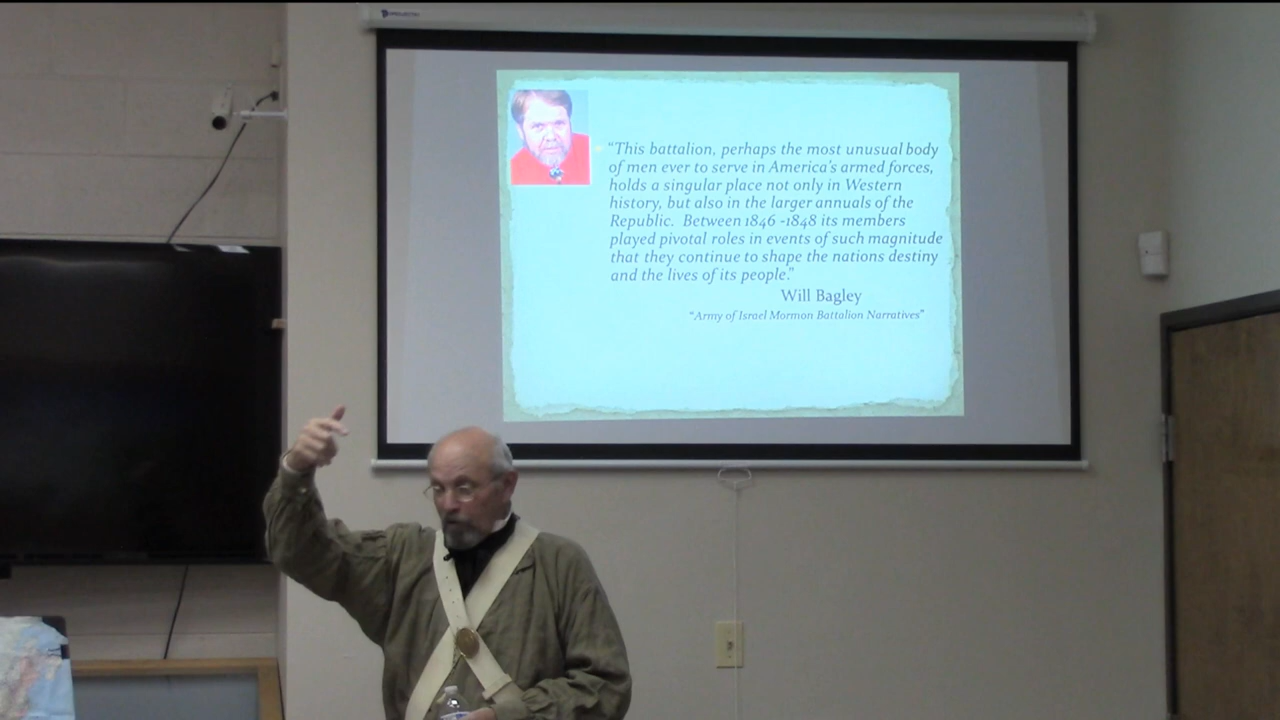 “This battalion, perhaps the most unusual body
of men ever to serve in America’s armed forces,
holds a singular place not only in Western
history, but also in the larger annuals of the
Republic. Between 1846 -1848 its members
played pivotal roles in events of such magnitude
that they continue to shape the nations destiny
and the lives of its people.”
Will Bagley
“Army of Israel Mormon Battalion Narratives”